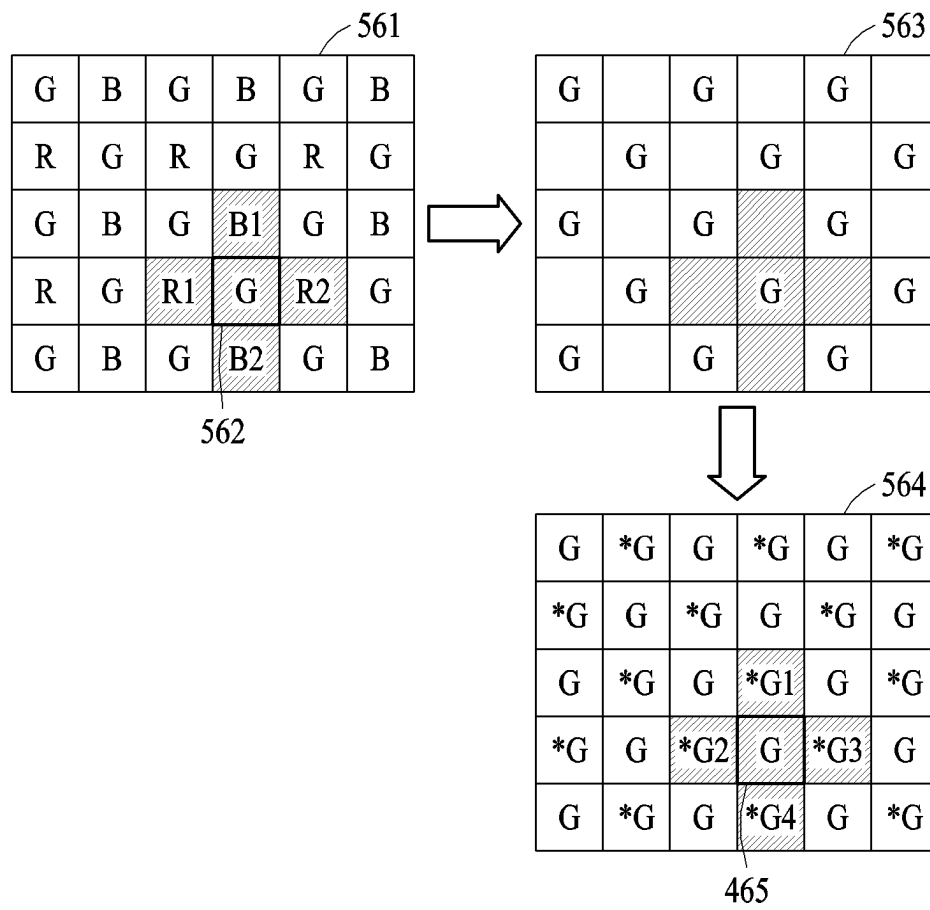 561
G B G B G B
R G R G R G
G B G B1 G B
R G R1 G R2 G
G B G B2 G B
562
563
G G G
G G G
G G G
G G G
G G G
564
G *G G *G G *G
*G G *G G *G G
G *G G *G1 G *G
*G G *G2 G *G3 G
G *G G *G4 G *G
465